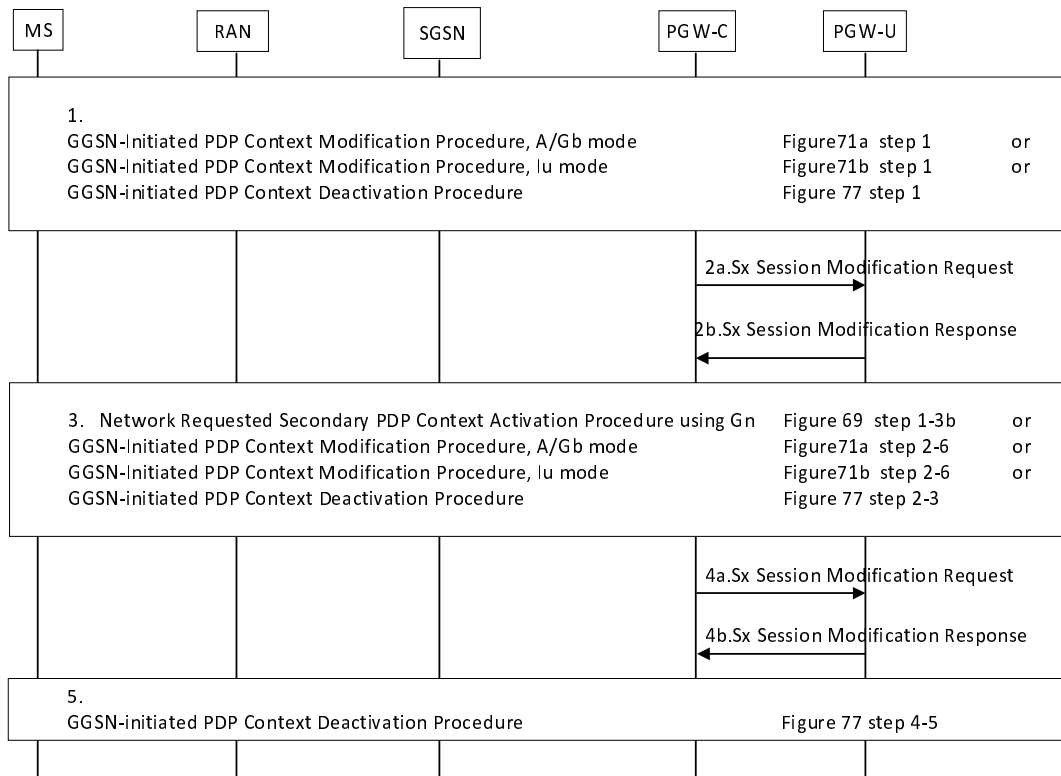 MS RAN SGSN PGW-C PGW-U
1.
GGSN-Initiated PDP Context Modification Procedure, A/Gb mode Figure71a step 1 or
GGSN-Initiated PDP Context Modification Procedure, Iu mode Figure71b step 1 or
GGSN-initiated PDP Context Deactivation Procedure Figure 77 step 1
2a.Sx Session Modification Request
2b.Sx Session Modification Response
3. Network Requested Secondary PDP Context Activation Procedure using Gn Figure 69 step 1-3b or
GGSN-Initiated PDP Context Modification Procedure, A/Gb mode Figure71a step 2-6 or
GGSN-Initiated PDP Context Modification Procedure, Iu mode Figure71b step 2-6 or
GGSN-initiated PDP Context Deactivation Procedure Figure 77 step 2-3
4a.Sx Session Modification Request
4b.Sx Session Modification Response
5.
GGSN-initiated PDP Context Deactivation Procedure Figure 77 step 4-5